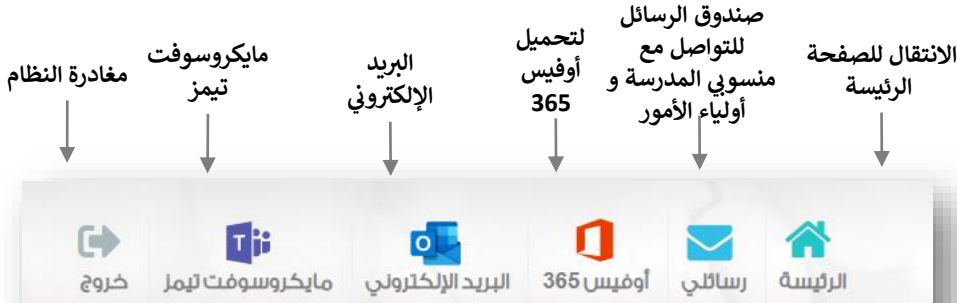 الانتقال للصفحة
الرئيسة
صندوق الرسائل
للتواصل مع
منسوبي المدرسة و
أولياء الأمور
لتحميل
أوفيس
365
البريد
الإلكتروني
مايكروسوفت
تيمز
مغادرة النظام
الرئيسة
رسائلي
أوفيس 365
البريد الإلكتروني
مايكروسوفت تيمز
خروج